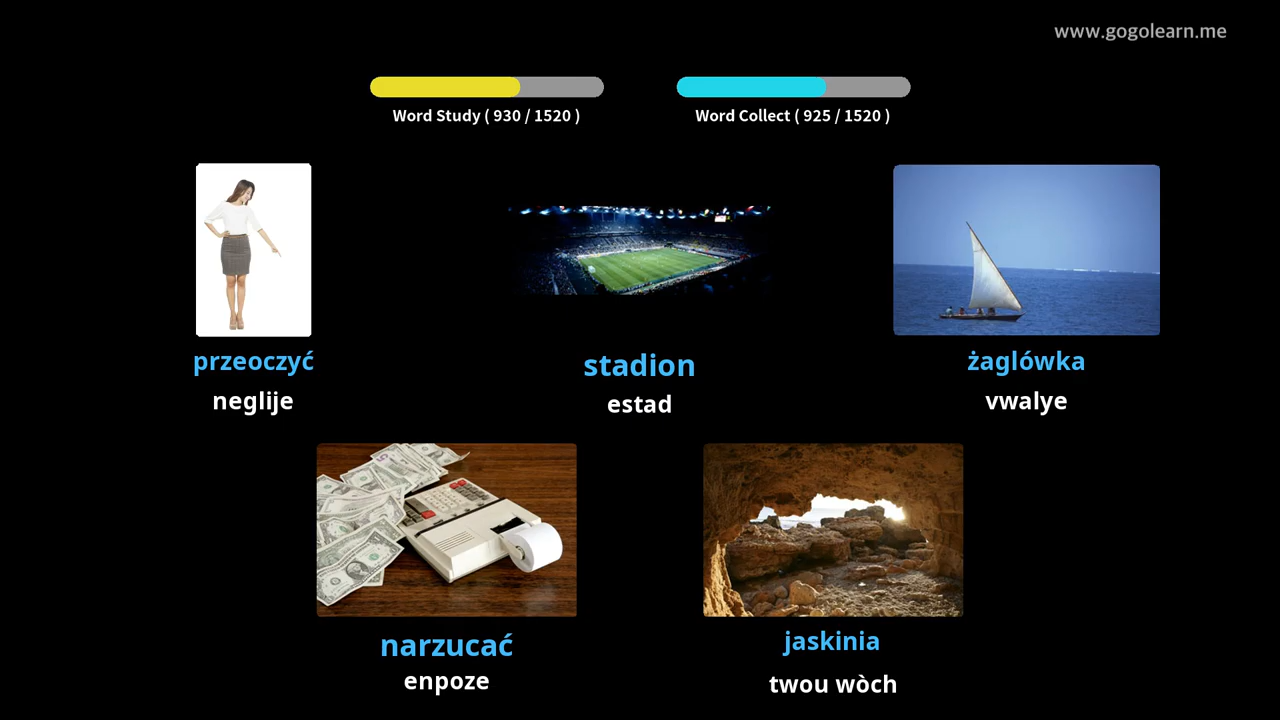 www.gogolearn.me
Word Study ( 930 / 1520 )
Word Collect ( 925 / 1520 )
przeoczyć
neglije
stadion
estad
żaglówka
vwalye
narzucać
enpoze
jaskinia
twou wòch